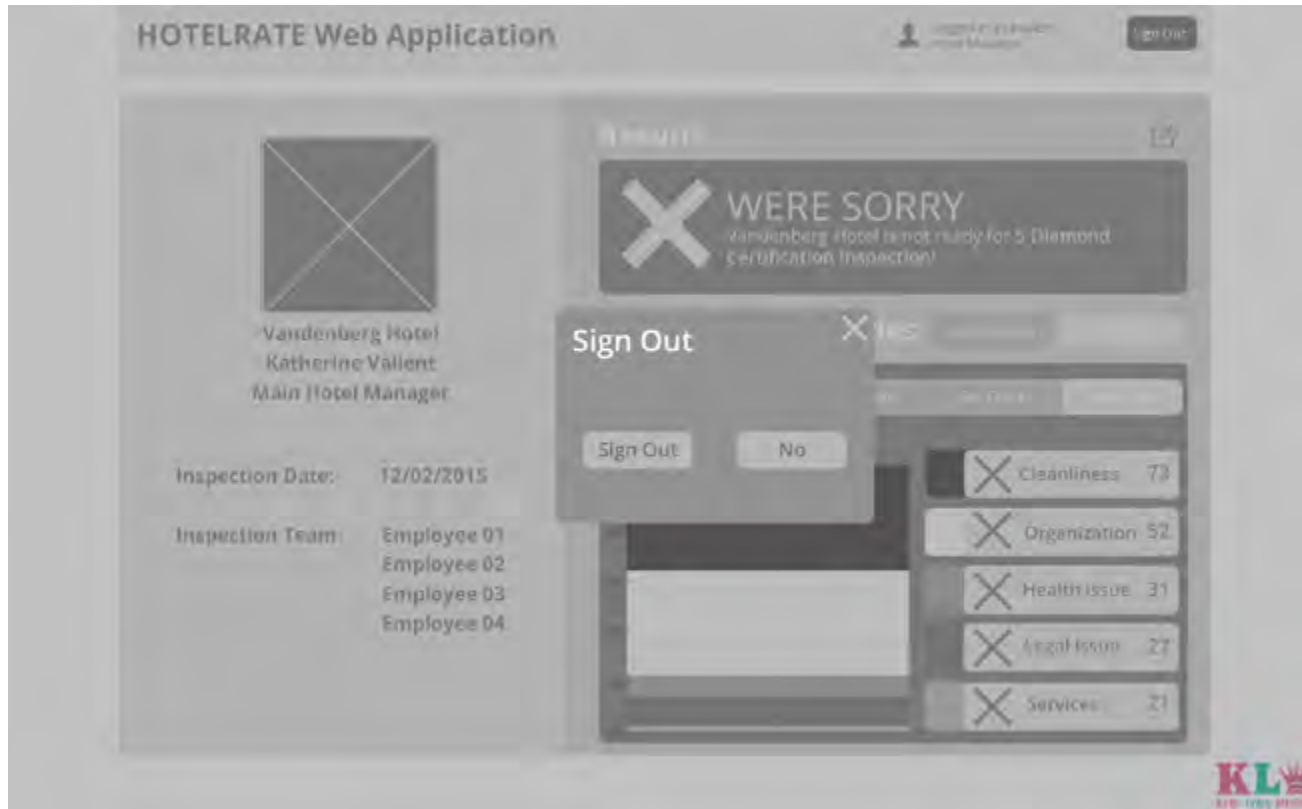 HOTELRATE Web Application
Sign Out
Results
WERE SORRY
Vandenberg Hotel is not ready for 5 Diamond
Certification Inspection!
Vandenberg Hotel
Katherine Valient
Main Hotel Manager
Sign Out
Sign Out No
Inspection Date: 12/02/2015
Inspection Team: Employee 01
Employee 02
Employee 03
Employee 04
Cleanliness 73
Organization 52
Health Issue 31
Legal Issue 27
Services 21
KL